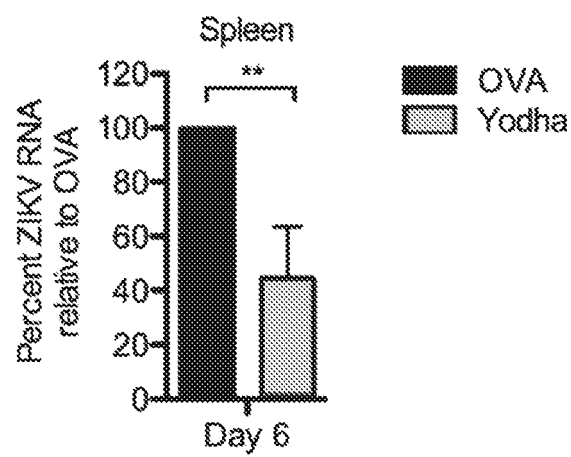 Spleen
**
120
100
80
60
40
20
0
Percent ZIKV RNA
relative to OVA
Day 6
OVA
Yodha